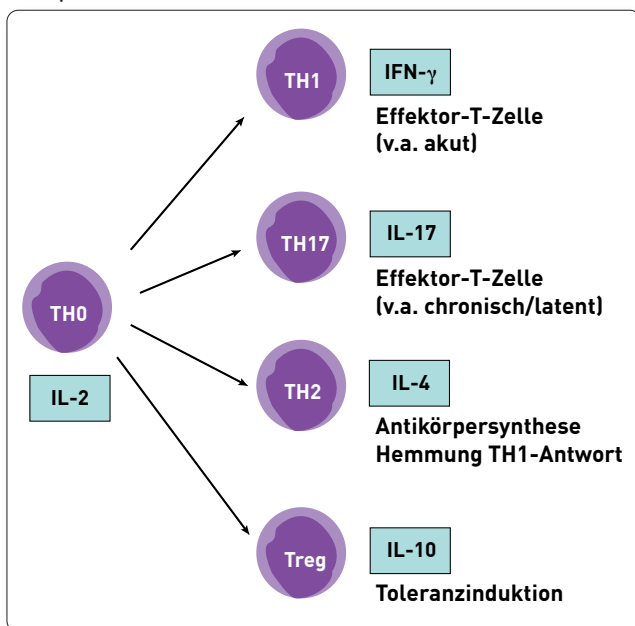 TH1
IFN-γ
Effektor-T-Zelle
(v.a. akut)
TH17
IL-17
Effektor-T-Zelle
(v.a. chronisch/latent)
TH0
IL-2
TH2
IL-4
Antikörpersynthese
Hemmung TH1-Antwort
Treg
IL-10
Toleranzinduktion